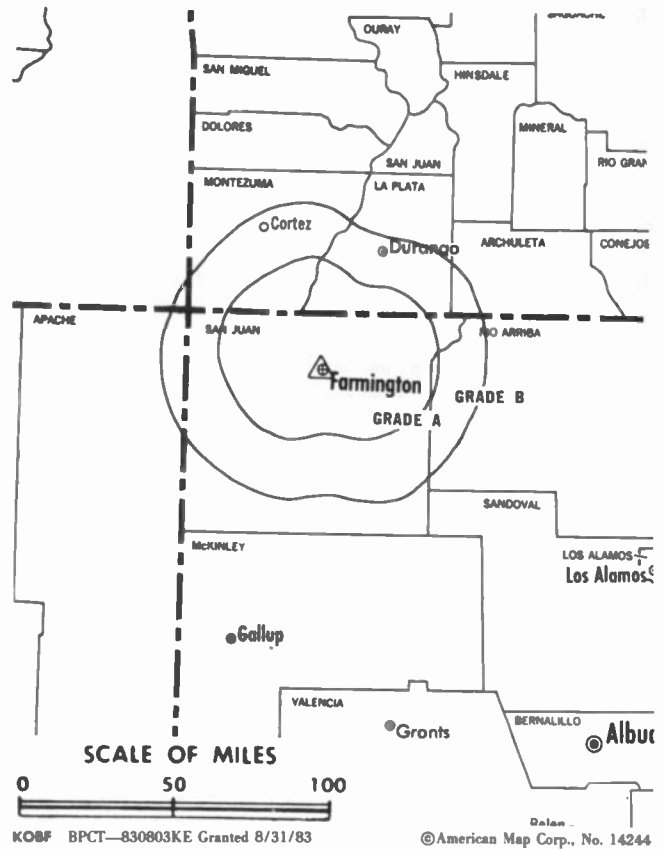 OURAY
SAN MIQUEL
HINSDALE
DOLORES
MINERAL
SAN JUAN
RIO GRAN
MONTEZUMA
LA PLATA
Cortez
Durango
ARCHULETA
CONEJOS
APACHE
SAN JUAN
RIO ARRIBA
Farmington
GRADE B
GRADE A
SANDOVAL
McKINLEY
LOS ALAMOS
Los Alamos
Gallup
VALENCIA
BERNALILLO
Grants
Albuq
SCALE OF MILES
0 50 100
KOBF BPCT—830803KE Granted 8/31/83
©American Map Corp., No. 14244